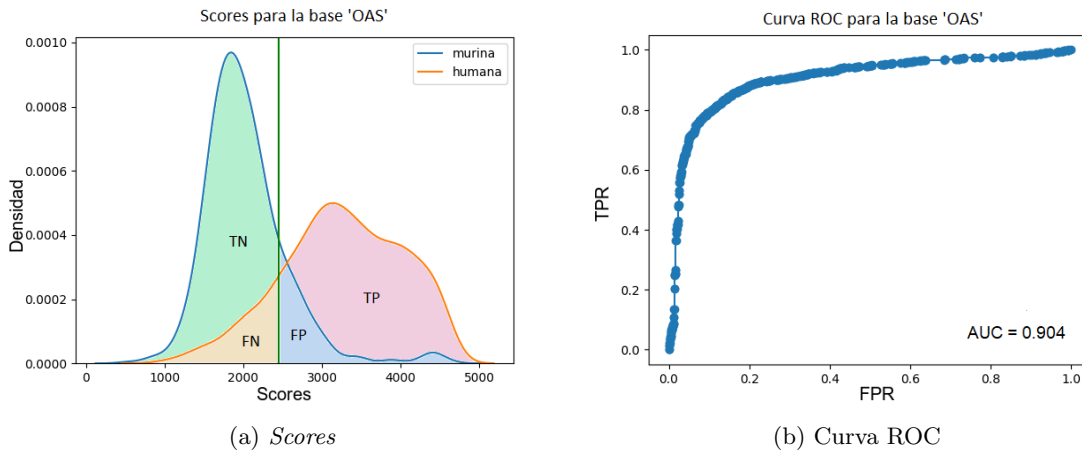 Scores para la base 'OAS'
0.0010
0.0008
0.0006
0.0004
0.0002
0.0000
Densidad
murina
humana
TN
FN
FP
TP
0
1000
2000
3000
4000
5000
Scores
(a) Scores
Curva ROC para la base 'OAS'
1.0
0.8
0.6
0.4
0.2
0.0
TPR
AUC = 0.904
0.0
0.2
0.4
0.6
0.8
1.0
FPR
(b) Curva ROC